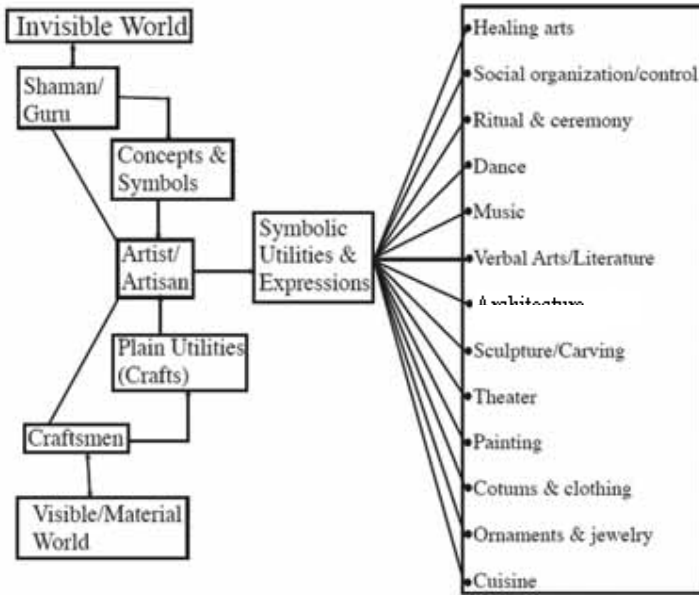 Invisible World
Shaman/
Guru
Concepts &
Symbols
Artist/
Artisan
Plain Utilities
(Crafts)
Craftsmen
Visible/Material
World
Symbolic
Utilities &
Expressions
Healing arts
Social organization/control
Ritual & ceremony
Dance
Music
Verbal Arts/Literature
Architecture
Sculpture/Carving
Theater
Painting
Cotums & clothing
Ornaments & jewelry
Cuisine